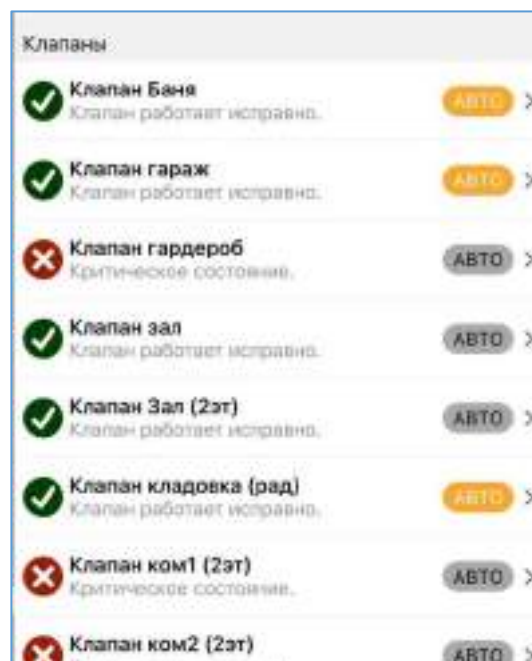 Клапаны
Клапан Баня
Клапан работает исправно.
АВТО
Клапан гараж
Клапан работает исправно.
АВТО
Клапан гардероб
Критическое состояние.
АВТО
Клапан зал
Клапан работает исправно.
АВТО
Клапан Зал (2эт)
Клапан работает исправно.
АВТО
Клапан кладовка (рад)
Клапан работает исправно.
АВТО
Клапан ком1 (2эт)
Критическое состояние.
АВТО
Клапан ком2 (2эт)
АВТО